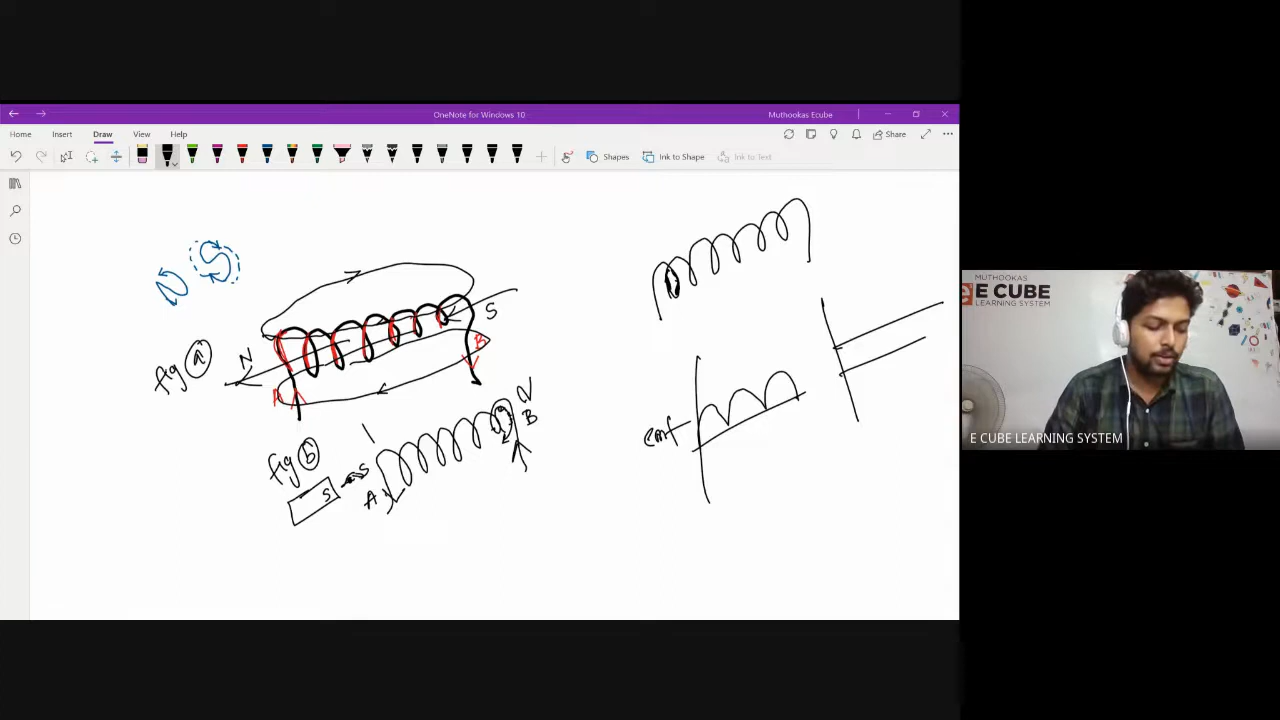 OneNote for Windows 10
Muthookas Ecube
Home Insert Draw View Help
Share
Shapes Ink to Shape Ink to Text
N S
N S
fig a
A B
fig b
S S
A
N
B
emf
MUTHOOKAS
E CUBE
LEARNING SYSTEM
E CUBE LEARNING SYSTEM